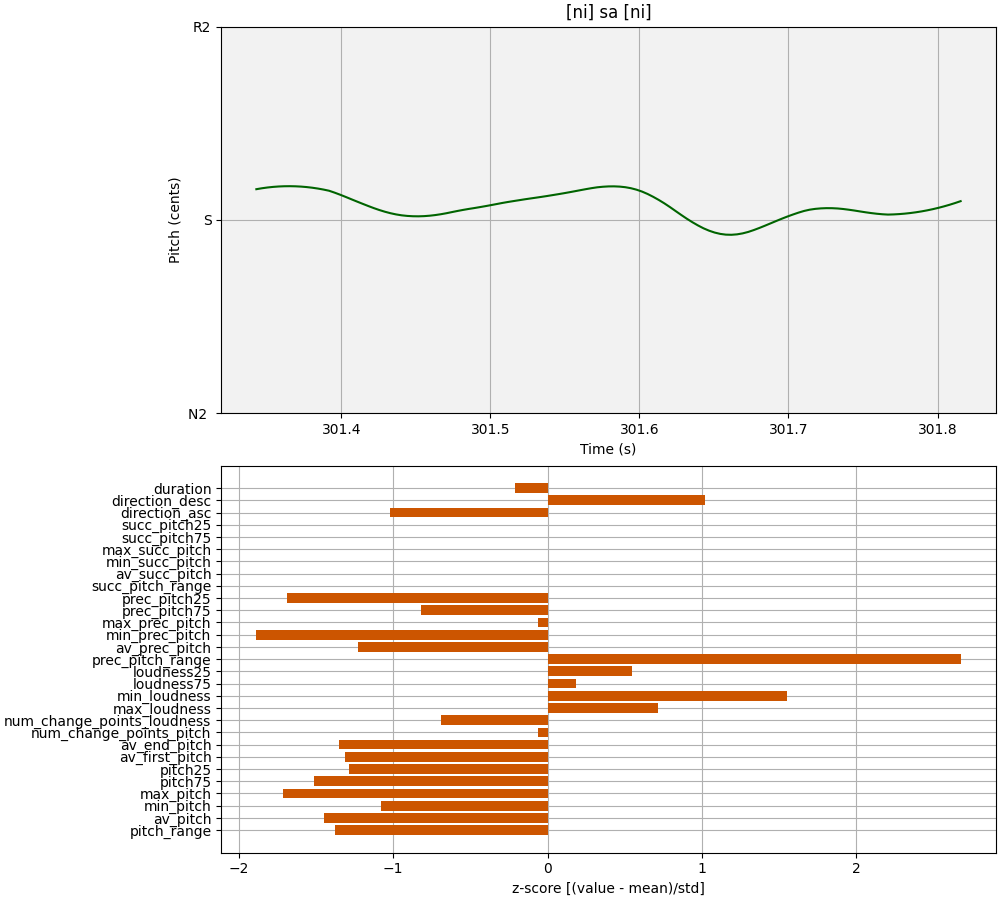 [ni] sa [ni]
R2
S
N2
Pitch (cents)
301.4 301.5 301.6 301.7 301.8
Time (s)
duration
direction_desc
direction_asc
succ_pitch25
succ_pitch75
max_succ_pitch
min_succ_pitch
av_succ_pitch
succ_pitch_range
prec_pitch25
prec_pitch75
max_prec_pitch
min_prec_pitch
av_prec_pitch
prec_pitch_range
loudness25
loudness75
min_loudness
max_loudness
num_change_points_loudness
num_change_points_pitch
av_end_pitch
av_first_pitch
pitch25
pitch75
max_pitch
min_pitch
av_pitch
pitch_range
−2 −1 0 1 2
z-score [(value - mean)/std]